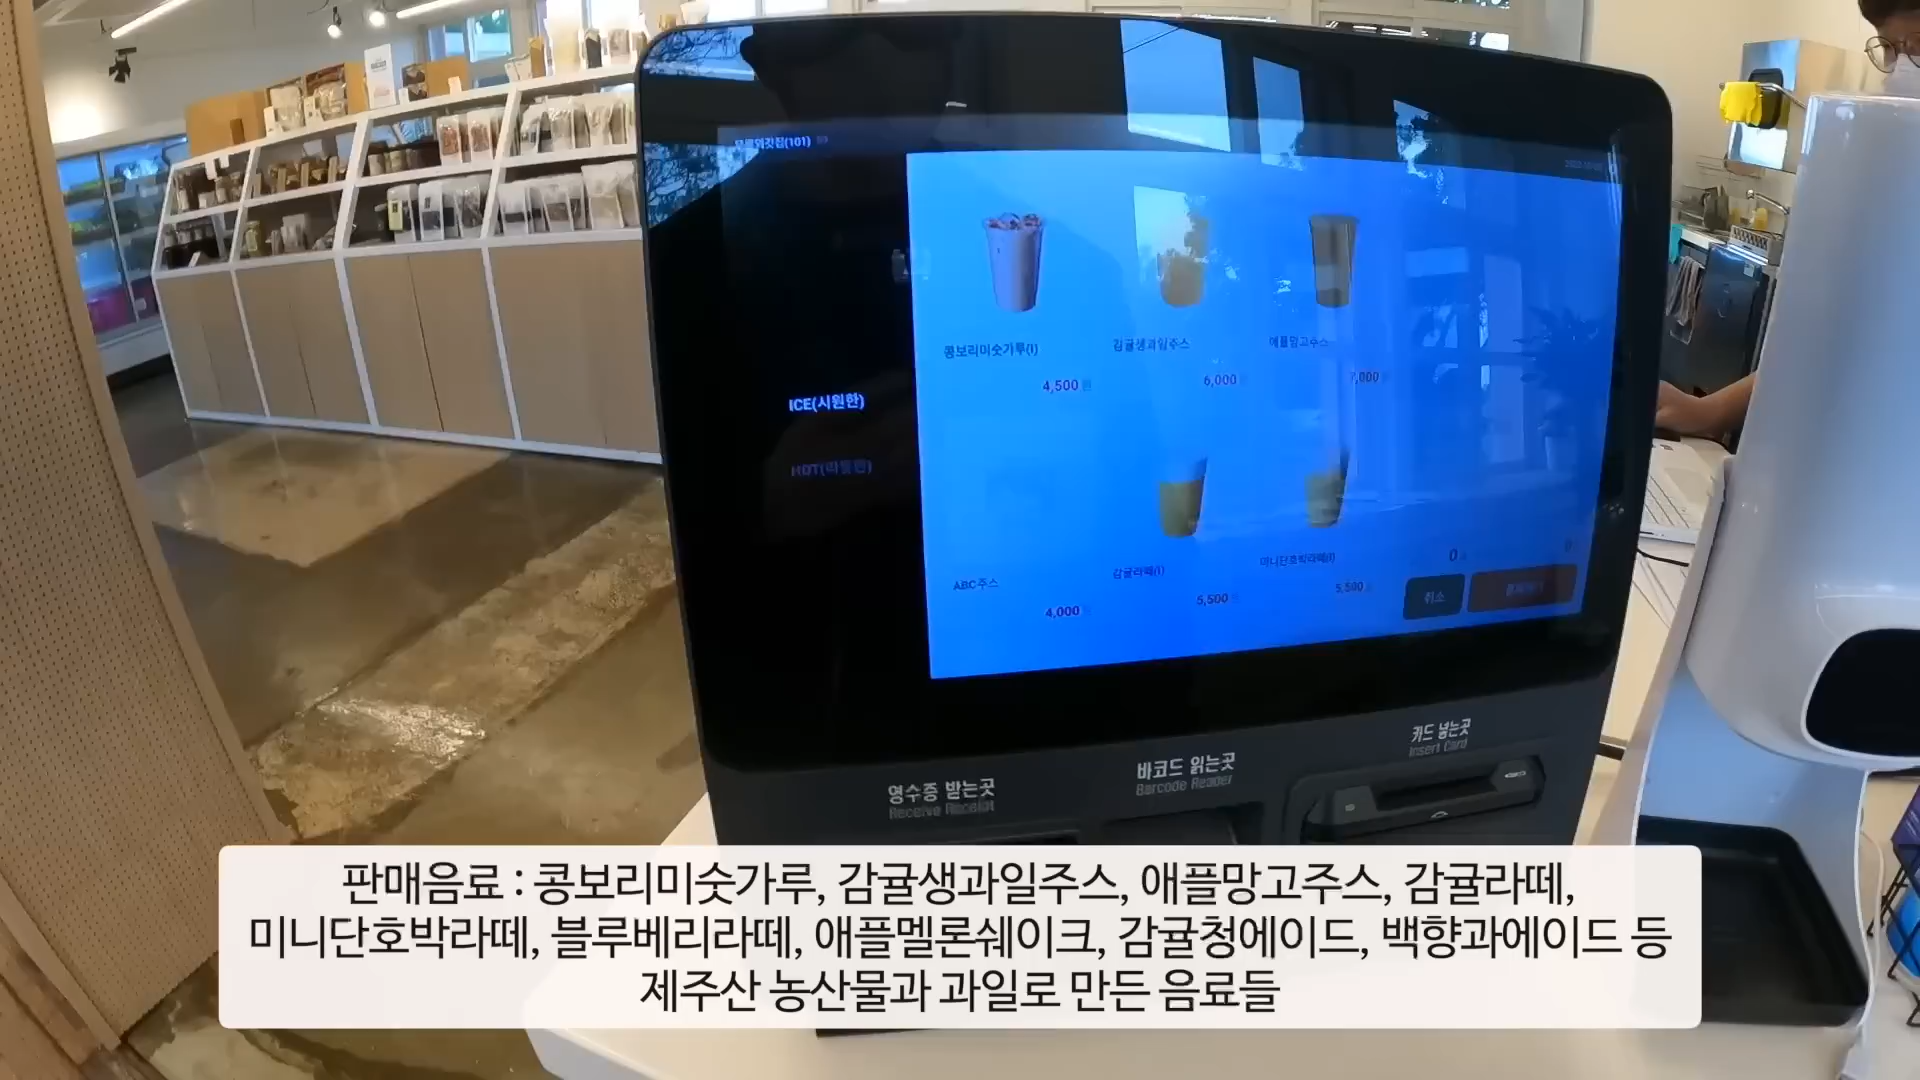 ICE(시원한)
콩보리미숫가루(I)
감귤생과일주스
애플망고주스
4,500 원
6,000
7,000
ABC주스
감귤라떼(I)
미니단호박라떼(I)
4,000
5,500
5,500
0
취소
영수증 받는곳
Receive Receipt
바코드 읽는곳
Barcode Reader
카드 넣는곳
Insert Card
판매음료 : 콩보리미숫가루, 감귤생과일주스, 애플망고주스, 감귤라떼,
미니단호박라떼, 블루베리라떼, 애플멜론쉐이크, 감귤청에이드, 백향과에이드 등
제주산 농산물과 과일로 만든 음료들